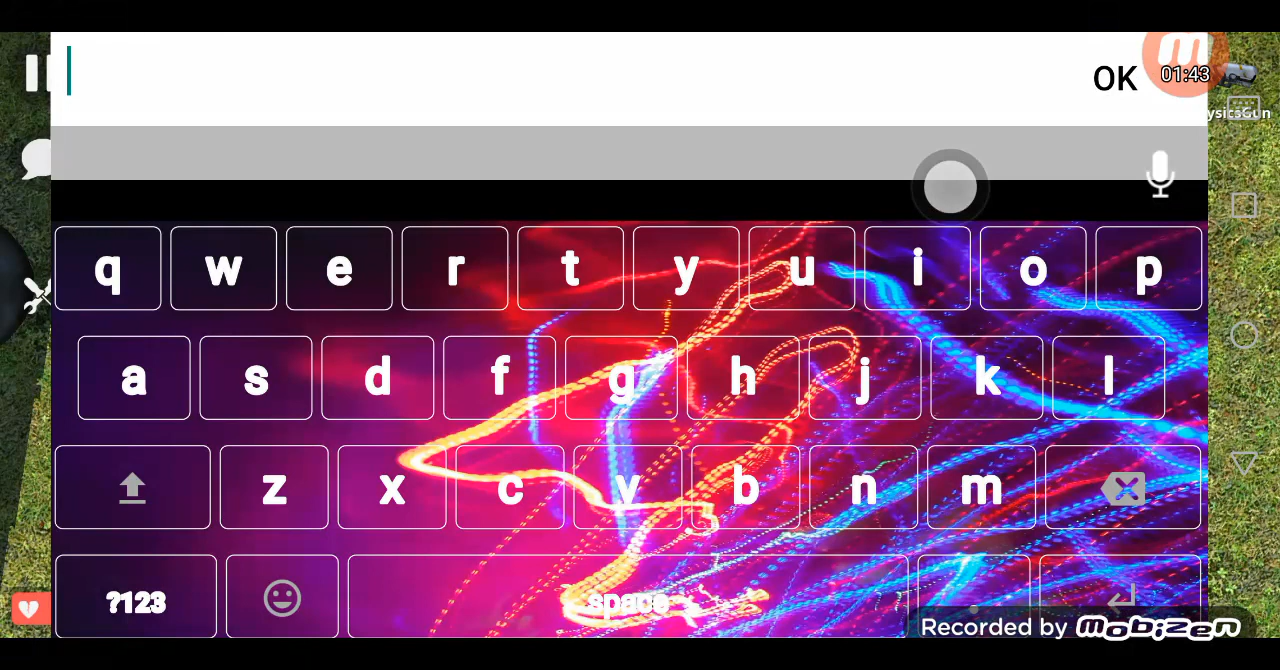 OK
01:43
ysicsGun
q w e r t y u i o p
a s d f g h j k l
z x c v b n m
?123 space .
Recorded by mobizen